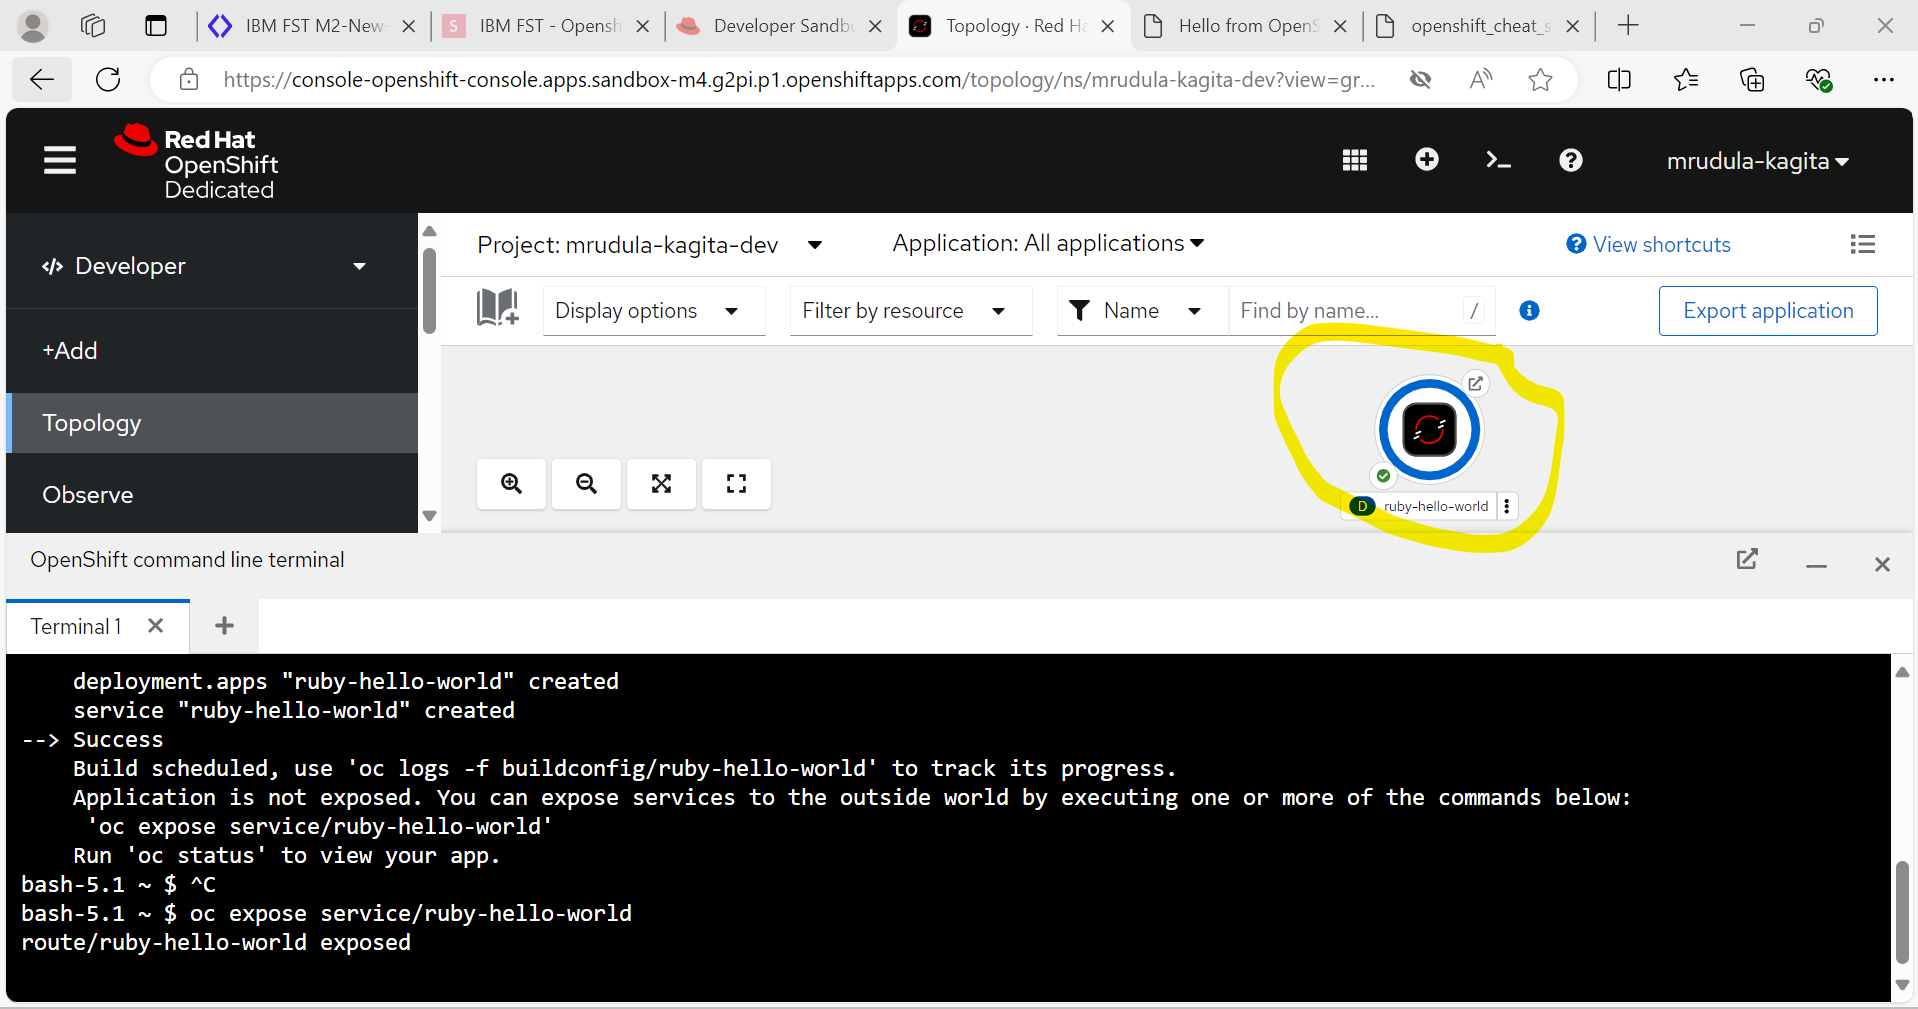 IBM FST M2-New-
S IBM FST - Opensh
Developer Sandbo
Topology · Red Ha
Hello from OpenS
openshift_cheat_s
https://console-openshift-console.apps.sandbox-m4.g2pi.p1.openshiftapps.com/topology/ns/mrudula-kagita-dev?view=gr...
Red Hat
OpenShift
Dedicated
mrudula-kagita
Developer
+Add
Topology
Observe
Project: mrudula-kagita-dev
Application: All applications
View shortcuts
Display options
Filter by resource
Name
Find by name...
/
Export application
D ruby-hello-world
OpenShift command line terminal
Terminal 1
deployment.apps "ruby-hello-world" created
service "ruby-hello-world" created
--> Success
Build scheduled, use 'oc logs -f buildconfig/ruby-hello-world' to track its progress.
Application is not exposed. You can expose services to the outside world by executing one or more of the commands below:
'oc expose service/ruby-hello-world'
Run 'oc status' to view your app.
bash-5.1 ~ $ ^C
bash-5.1 ~ $ oc expose service/ruby-hello-world
route/ruby-hello-world exposed